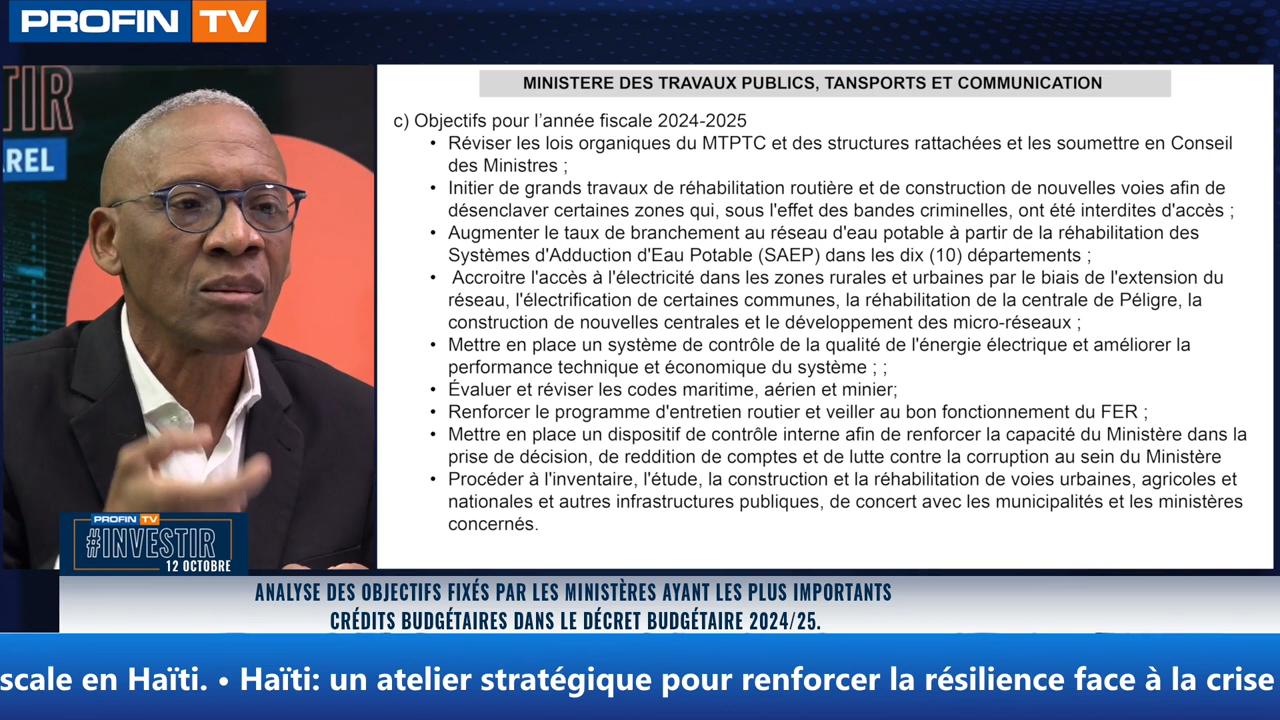 PROFIN TV
TIR
AREL
MINISTERE DES TRAVAUX PUBLICS, TANSPORTS ET COMMUNICATION
c) Objectifs pour l'année fiscale 2024-2025
• Réviser les lois organiques du MTPTC et des structures rattachées et les soumettre en Conseil
des Ministres ;
• Initier de grands travaux de réhabilitation routière et de construction de nouvelles voies afin de
désenclaver certaines zones qui, sous l'effet des bandes criminelles, ont été interdites d'accès ;
• Augmenter le taux de branchement au réseau d'eau potable à partir de la réhabilitation des
Systèmes d'Adduction d'Eau Potable (SAEP) dans les dix (10) départements ;
• Accroitre l'accès à l'électricité dans les zones rurales et urbaines par le biais de l'extension du
réseau, l'électrification de certaines communes, la réhabilitation de la centrale de Péligre, la
construction de nouvelles centrales et le développement des micro-réseaux ;
• Mettre en place un système de contrôle de la qualité de l'énergie électrique et améliorer la
performance technique et économique du système ; ;
• Évaluer et réviser les codes maritime, aérien et minier;
• Renforcer le programme d'entretien routier et veiller au bon fonctionnement du FER ;
• Mettre en place un dispositif de contrôle interne afin de renforcer la capacité du Ministère dans la
prise de décision, de reddition de comptes et de lutte contre la corruption au sein du Ministère
• Procéder à l'inventaire, l'étude, la construction et la réhabilitation de voies urbaines, agricoles et
nationales et autres infrastructures publiques, de concert avec les municipalités et les ministères
concernés.
PROFIN TV
#INVESTIR
12 OCTOBRE
ANALYSE DES OBJECTIFS FIXÉS PAR LES MINISTÈRES AYANT LES PLUS IMPORTANTS
CRÉDITS BUDGÉTAIRES DANS LE DÉCRET BUDGÉTAIRE 2024/25.
scale en Haïti. • Haïti: un atelier stratégique pour renforcer la résilience face à la crise